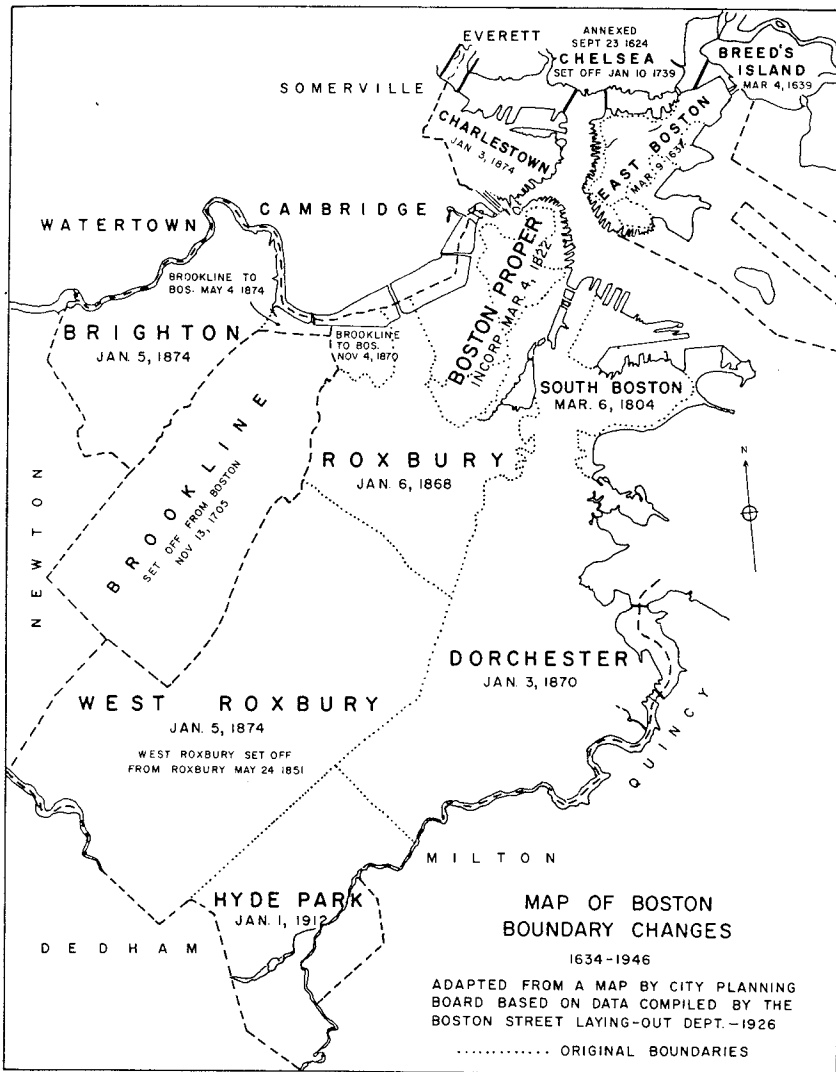 EVERETT
ANNEXED
SEPT 23 1624
CHELSEA
SET OFF JAN 10 1739
BREED'S
ISLAND
MAR 4, 1639
SOMERVILLE
CHARLESTOWN
JAN. 3, 1874
EAST BOSTON
MAR. 9 1637
WATERTOWN
CAMBRIDGE
BROOKLINE TO
BOS. MAY 4 1874
BRIGHTON
JAN. 5, 1874
BROOKLINE
TO BOS.
NOV 4, 1870
BOSTON PROPER
INCORP. MAR. 4, 1822
SOUTH BOSTON
MAR. 6, 1804
NEWTON
BROOKLINE
SET OFF FROM BOSTON
NOV 13, 1705
ROXBURY
JAN. 6, 1868
N
DORCHESTER
JAN. 3, 1870
WEST ROXBURY
JAN. 5, 1874
WEST ROXBURY SET OFF
FROM ROXBURY MAY 24 1851
QUINCY
MILTON
HYDE PARK
JAN. 1, 1912
DEDHAM
MAP OF BOSTON
BOUNDARY CHANGES
1634-1946
ADAPTED FROM A MAP BY CITY PLANNING
BOARD BASED ON DATA COMPILED BY THE
BOSTON STREET LAYING-OUT DEPT.-1926
.............. ORIGINAL BOUNDARIES